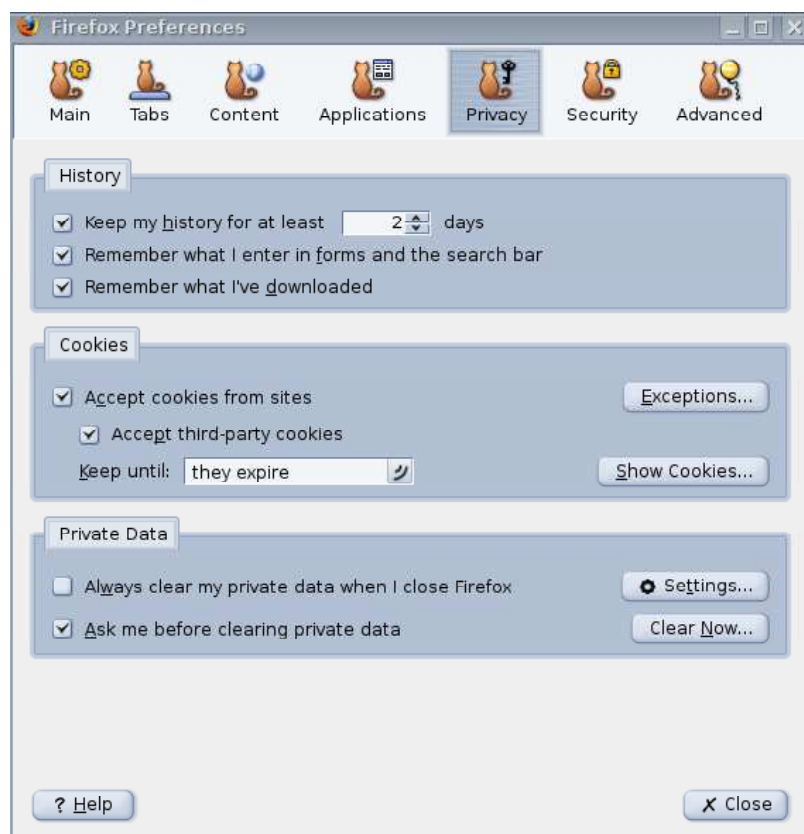 Firefox Preferences
Main Tabs Content Applications Privacy Security Advanced
History
Keep my history for at least 2 days
Remember what I enter in forms and the search bar
Remember what I've downloaded
Cookies
Accept cookies from sites Exceptions...
Accept third-party cookies
Keep until: they expire Show Cookies...
Private Data
Always clear my private data when I close Firefox Settings...
Ask me before clearing private data Clear Now...
? Help X Close